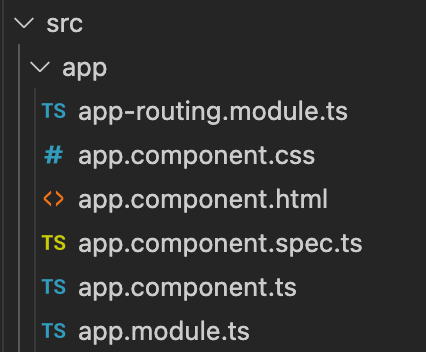 src
app
TS app-routing.module.ts
# app.component.css
<> app.component.html
TS app.component.spec.ts
TS app.component.ts
TS app.module.ts